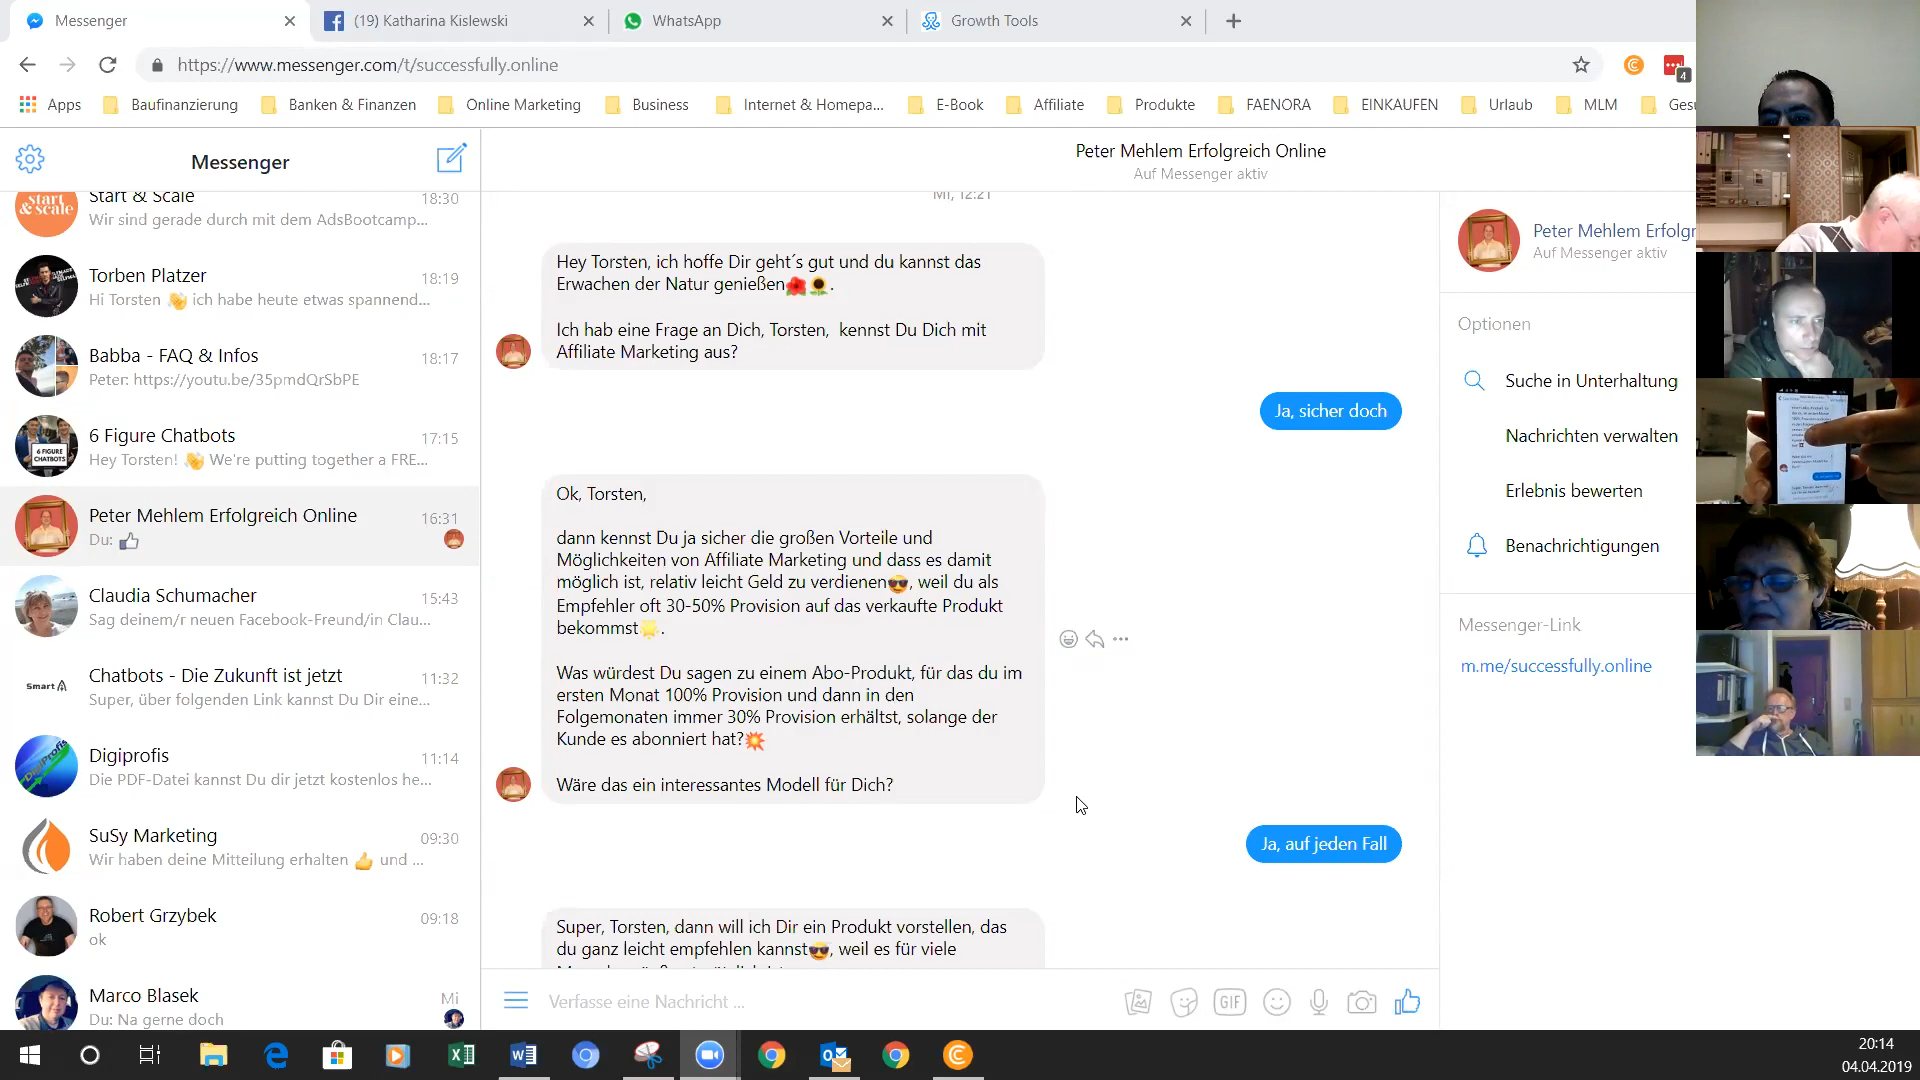 Messenger
(19) Katharina Kislewski
WhatsApp
Growth Tools
https://www.messenger.com/t/successfully.online
4
Apps
Baufinanzierung
Banken & Finanzen
Online Marketing
Business
Internet & Homepa...
E-Book
Affiliate
Produkte
FAENORA
EINKAUFEN
Urlaub
MLM
Gesu
Messenger
Peter Mehlem Erfolgreich Online
Auf Messenger aktiv
start & scale
Start & Scale
18:30
Wir sind gerade durch mit dem AdsBootcamp...
Torben Platzer
18:19
Hi Torsten 👋 ich habe heute etwas spannend...
Babba - FAQ & Infos
18:17
Peter: https://youtu.be/35pmdQrSbPE
6 FIGURE CHATBOTS
6 Figure Chatbots
17:15
Hey Torsten! 👋 We're putting together a FRE...
Peter Mehlem Erfolgreich Online
16:31
Du: 👍
Claudia Schumacher
15:43
Sag deinem/r neuen Facebook-Freund/in Clau...
Smart A
Chatbots - Die Zukunft ist jetzt
11:32
Super, über folgenden Link kannst Du Dir eine...
DigiProfis
Digiprofis
11:14
Die PDF-Datei kannst Du dir jetzt kostenlos he...
SuSy Marketing
09:30
Wir haben deine Mitteilung erhalten 👍 und ...
Robert Grzybek
09:18
ok
Marco Blasek
Mi
Du: Na gerne doch
Mi, 12:21
Hey Torsten, ich hoffe Dir geht´s gut und du kannst das
Erwachen der Natur genießen🌺🌻.
Ich hab eine Frage an Dich, Torsten,  kennst Du Dich mit
Affiliate Marketing aus?
Ja, sicher doch
Ok, Torsten,
dann kennst Du ja sicher die großen Vorteile und
Möglichkeiten von Affiliate Marketing und dass es damit
möglich ist, relativ leicht Geld zu verdienen😎, weil du als
Empfehler oft 30-50% Provision auf das verkaufte Produkt
bekommst🌟.
Was würdest Du sagen zu einem Abo-Produkt, für das du im
ersten Monat 100% Provision und dann in den
Folgemonaten immer 30% Provision erhältst, solange der
Kunde es abonniert hat?💥
Wäre das ein interessantes Modell für Dich?
Ja, auf jeden Fall
Super, Torsten, dann will ich Dir ein Produkt vorstellen, das
du ganz leicht empfehlen kannst😎, weil es für viele
Verfasse eine Nachricht ...
GIF
Peter Mehlem Erfolgr
Auf Messenger aktiv
Optionen
Suche in Unterhaltung
Nachrichten verwalten
Erlebnis bewerten
Benachrichtigungen
Messenger-Link
m.me/successfully.online
20:14
04.04.2019